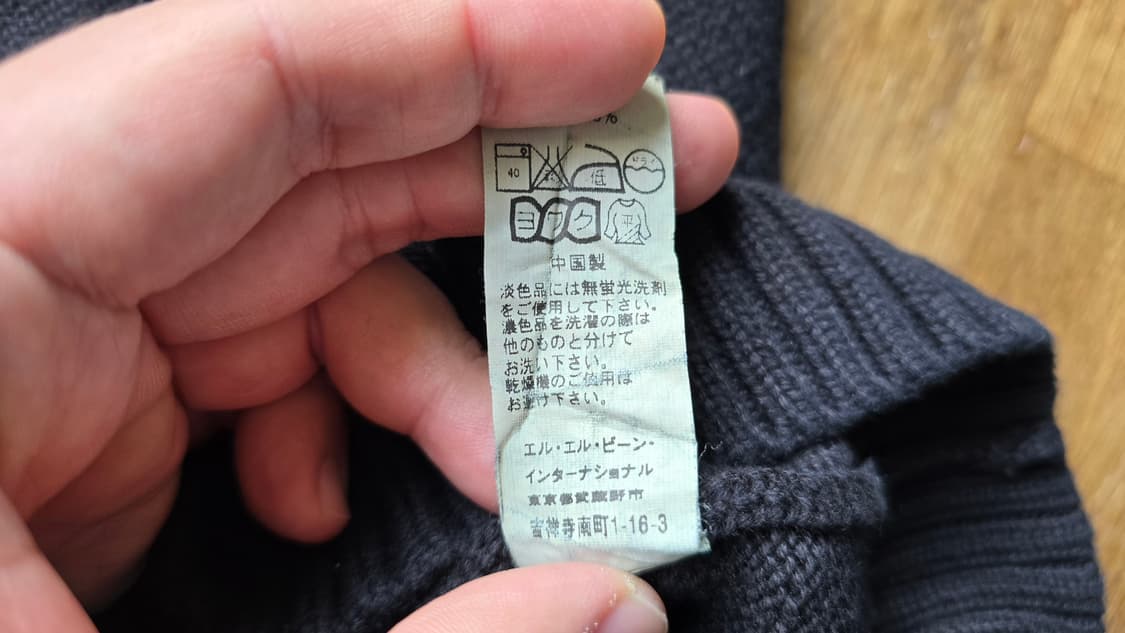 %
40
低
ドライ
ヨワク
平
中国製
淡色品には無蛍光洗剤
をご使用して下さい。
濃色品を洗濯の際は
他のものと分けて
お洗い下さい。
乾燥機のご使用は
お避け下さい。
エル・エル・ビーン・
インターナショナル
東京都武蔵野市
吉祥寺南町1-16-3